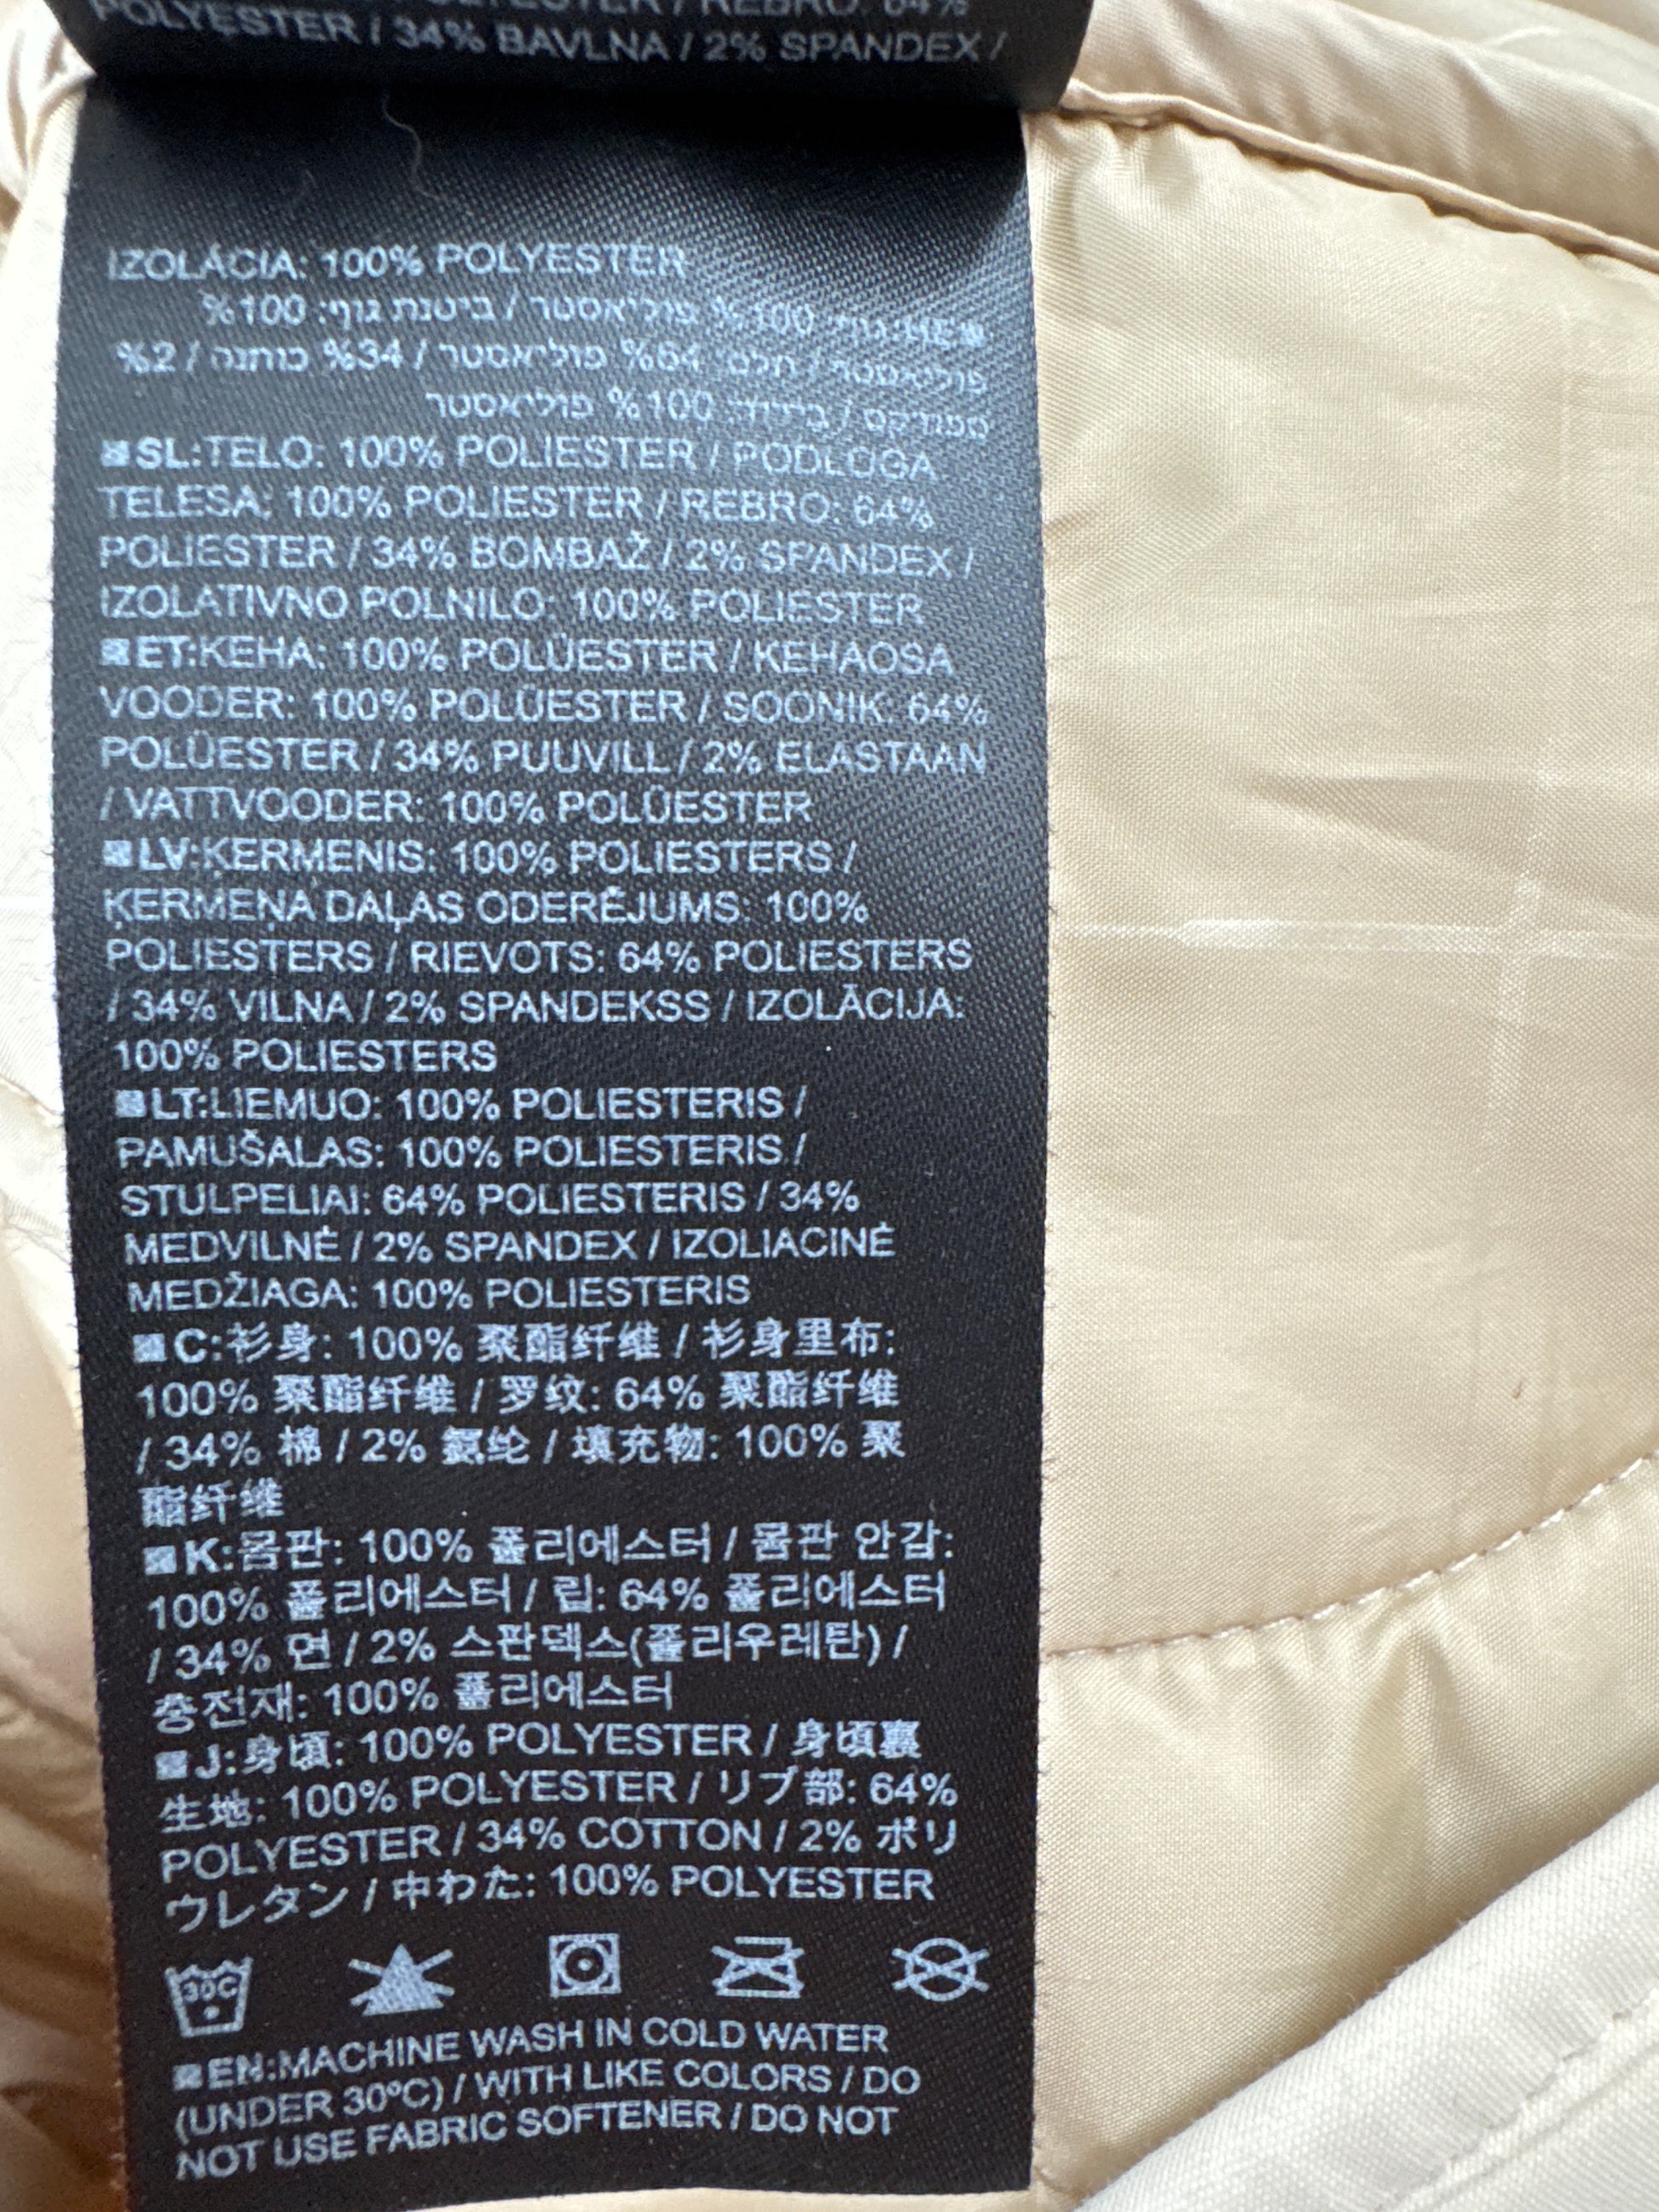 POLYESTER / REBRO: 64%
POLYESTER / 34% BAVLNA / 2% SPANDEX /
IZOLÁCIA: 100% POLYESTER
■HE:גוף: 100% פוליאסטר / ביטנת גוף: 100%
פוליאסטר / חלם: 64% פוליאסטר / 34% כותנה / 2%
ספנדקס / בידוד: 100% פוליאסטר
■SL:TELO: 100% POLIESTER / PODLOGA
TELESA: 100% POLIESTER / REBRO: 64%
POLIESTER / 34% BOMBAŽ / 2% SPANDEX /
IZOLATIVNO POLNILO: 100% POLIESTER
■ET:KEHA: 100% POLÜESTER / KEHAOSA
VOODER: 100% POLÜESTER / SOONIK: 64%
POLÜESTER / 34% PUUVILL / 2% ELASTAAN
/ VATTVOODER: 100% POLÜESTER
■LV:ĶERMENIS: 100% POLIESTERS /
ĶERMEŅA DAĻAS ODERĒJUMS: 100%
POLIESTERS / RIEVOTS: 64% POLIESTERS
/ 34% VILNA / 2% SPANDEKSS / IZOLĀCIJA:
100% POLIESTERS
■LT:LIEMUO: 100% POLIESTERIS /
PAMUŠALAS: 100% POLIESTERIS /
STULPELIAI: 64% POLIESTERIS / 34%
MEDVILNĖ / 2% SPANDEX / IZOLIACINĖ
MEDŽIAGA: 100% POLIESTERIS
■C:衫身: 100% 聚酯纤维 / 衫身里布:
100% 聚酯纤维 / 罗纹: 64% 聚酯纤维
/ 34% 棉 / 2% 氨纶 / 填充物: 100% 聚
酯纤维
■K:몸판: 100% 폴리에스터 / 몸판 안감:
100% 폴리에스터 / 립: 64% 폴리에스터
/ 34% 면 / 2% 스판덱스(폴리우레탄) /
충전재: 100% 폴리에스터
■J:身頃: 100% POLYESTER / 身頃裏
生地: 100% POLYESTER / リブ部: 64%
POLYESTER / 34% COTTON / 2% ポリ
ウレタン / 中わた: 100% POLYESTER
30C
■EN:MACHINE WASH IN COLD WATER
(UNDER 30ºC) / WITH LIKE COLORS / DO
NOT USE FABRIC SOFTENER / DO NOT